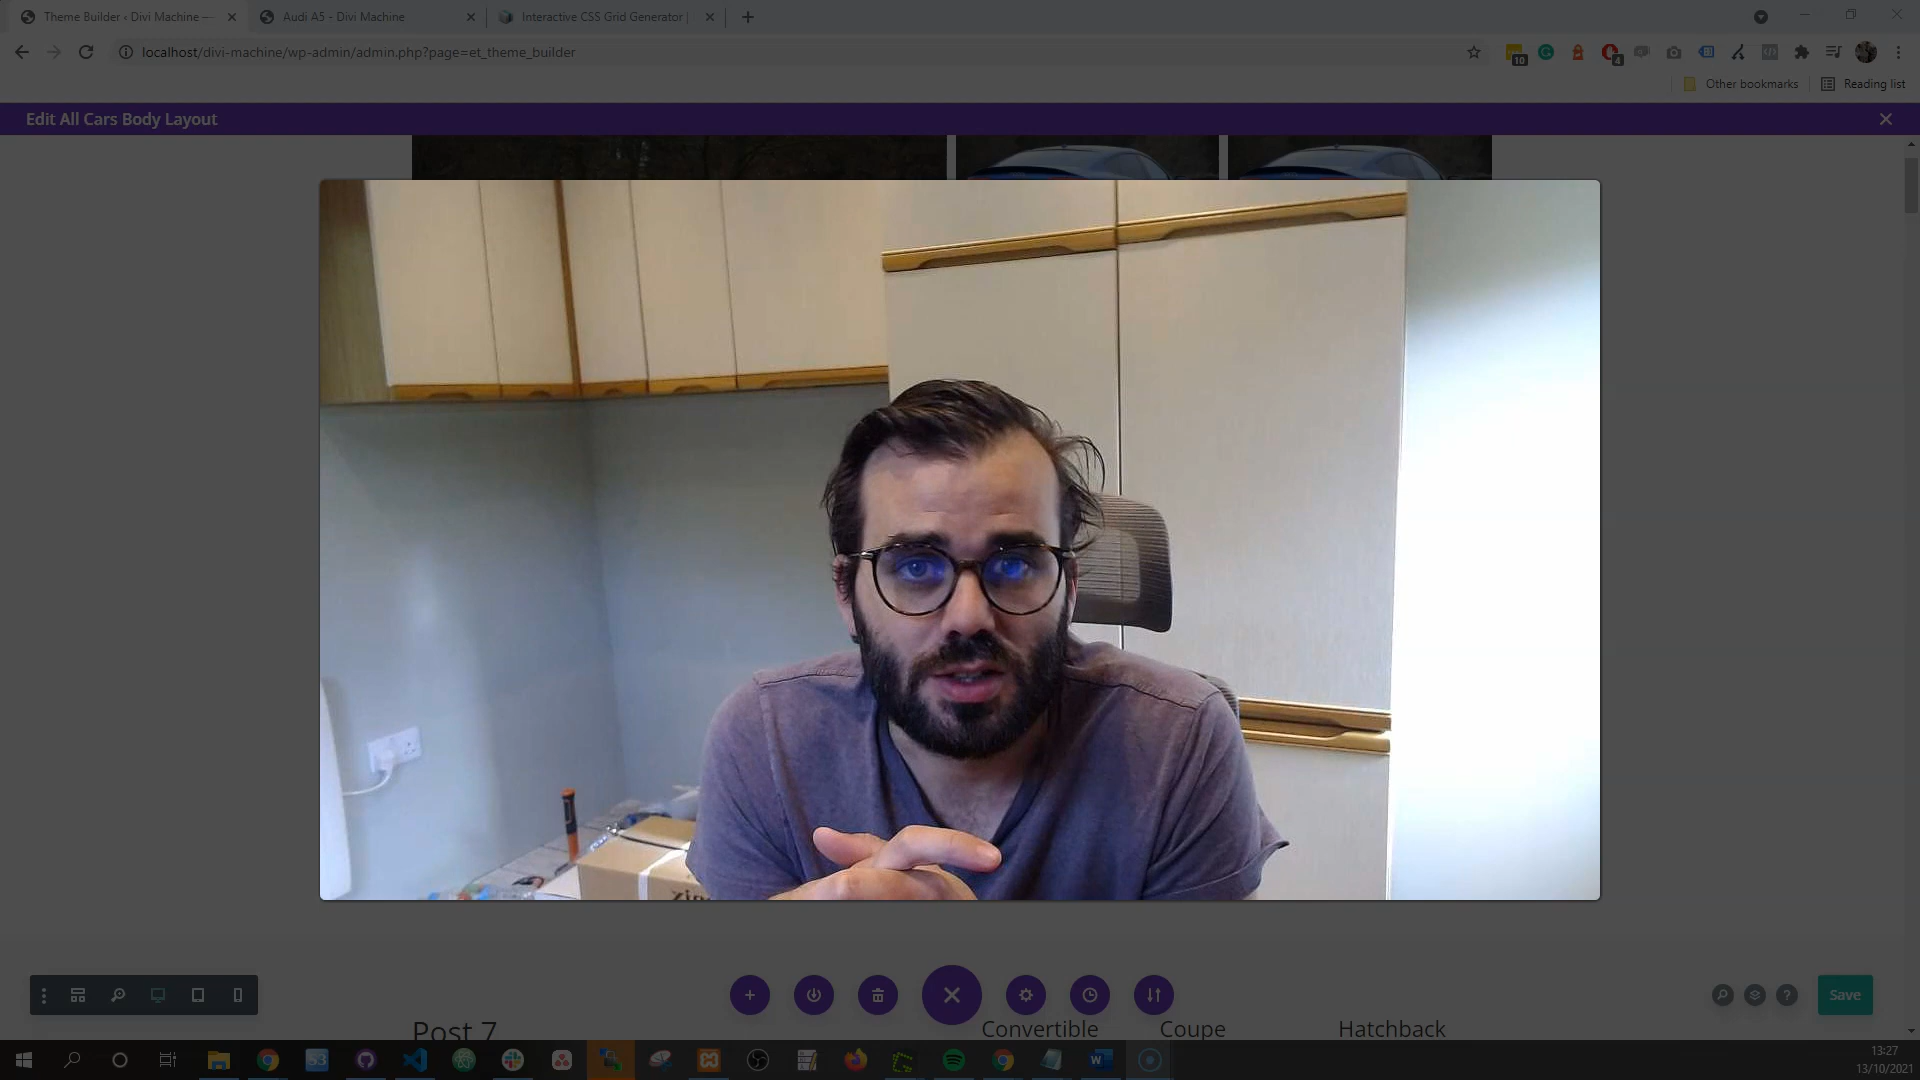 Theme Builder ‹ Divi Machine —
Audi A5 - Divi Machine
Interactive CSS Grid Generator |
localhost/divi-machine/wp-admin/admin.php?page=et_theme_builder
10
4
Other bookmarks
Reading list
Edit All Cars Body Layout
Save
Post 7
Convertible
Coupe
Hatchback
13:27
13/10/2021